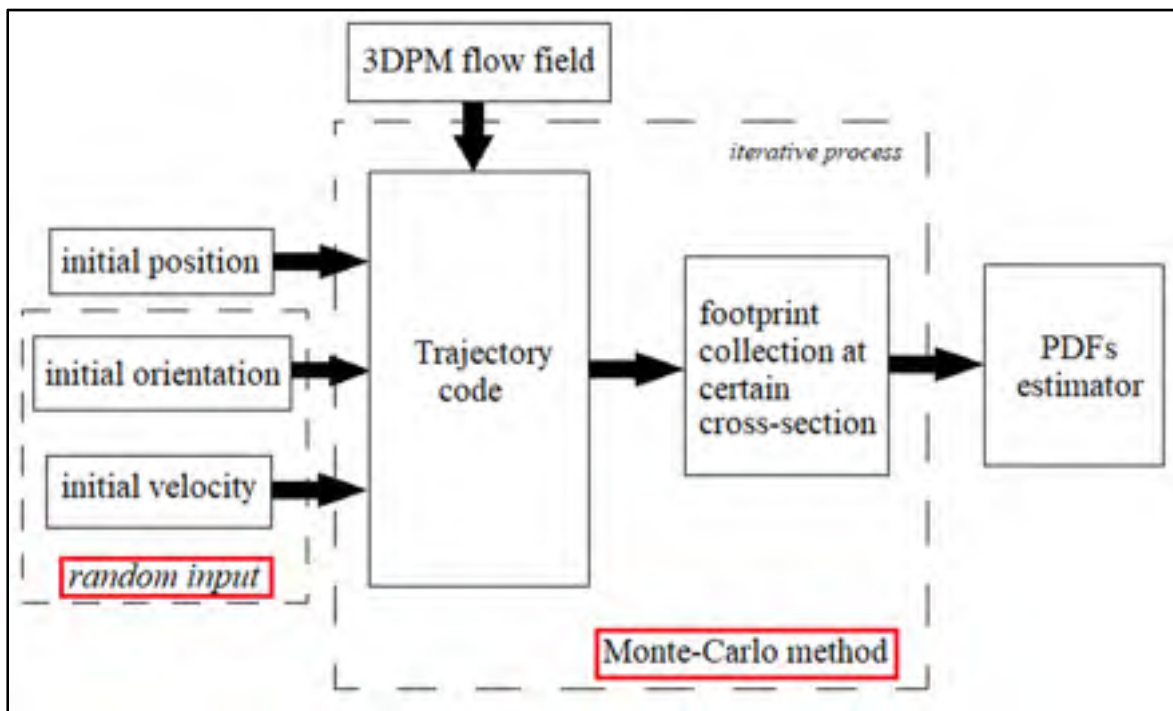 3DPM flow field
iterative process
initial position
initial orientation
initial velocity
random input
Trajectory
code
footprint
collection at
certain
cross-section
PDFs
estimator
Monte-Carlo method